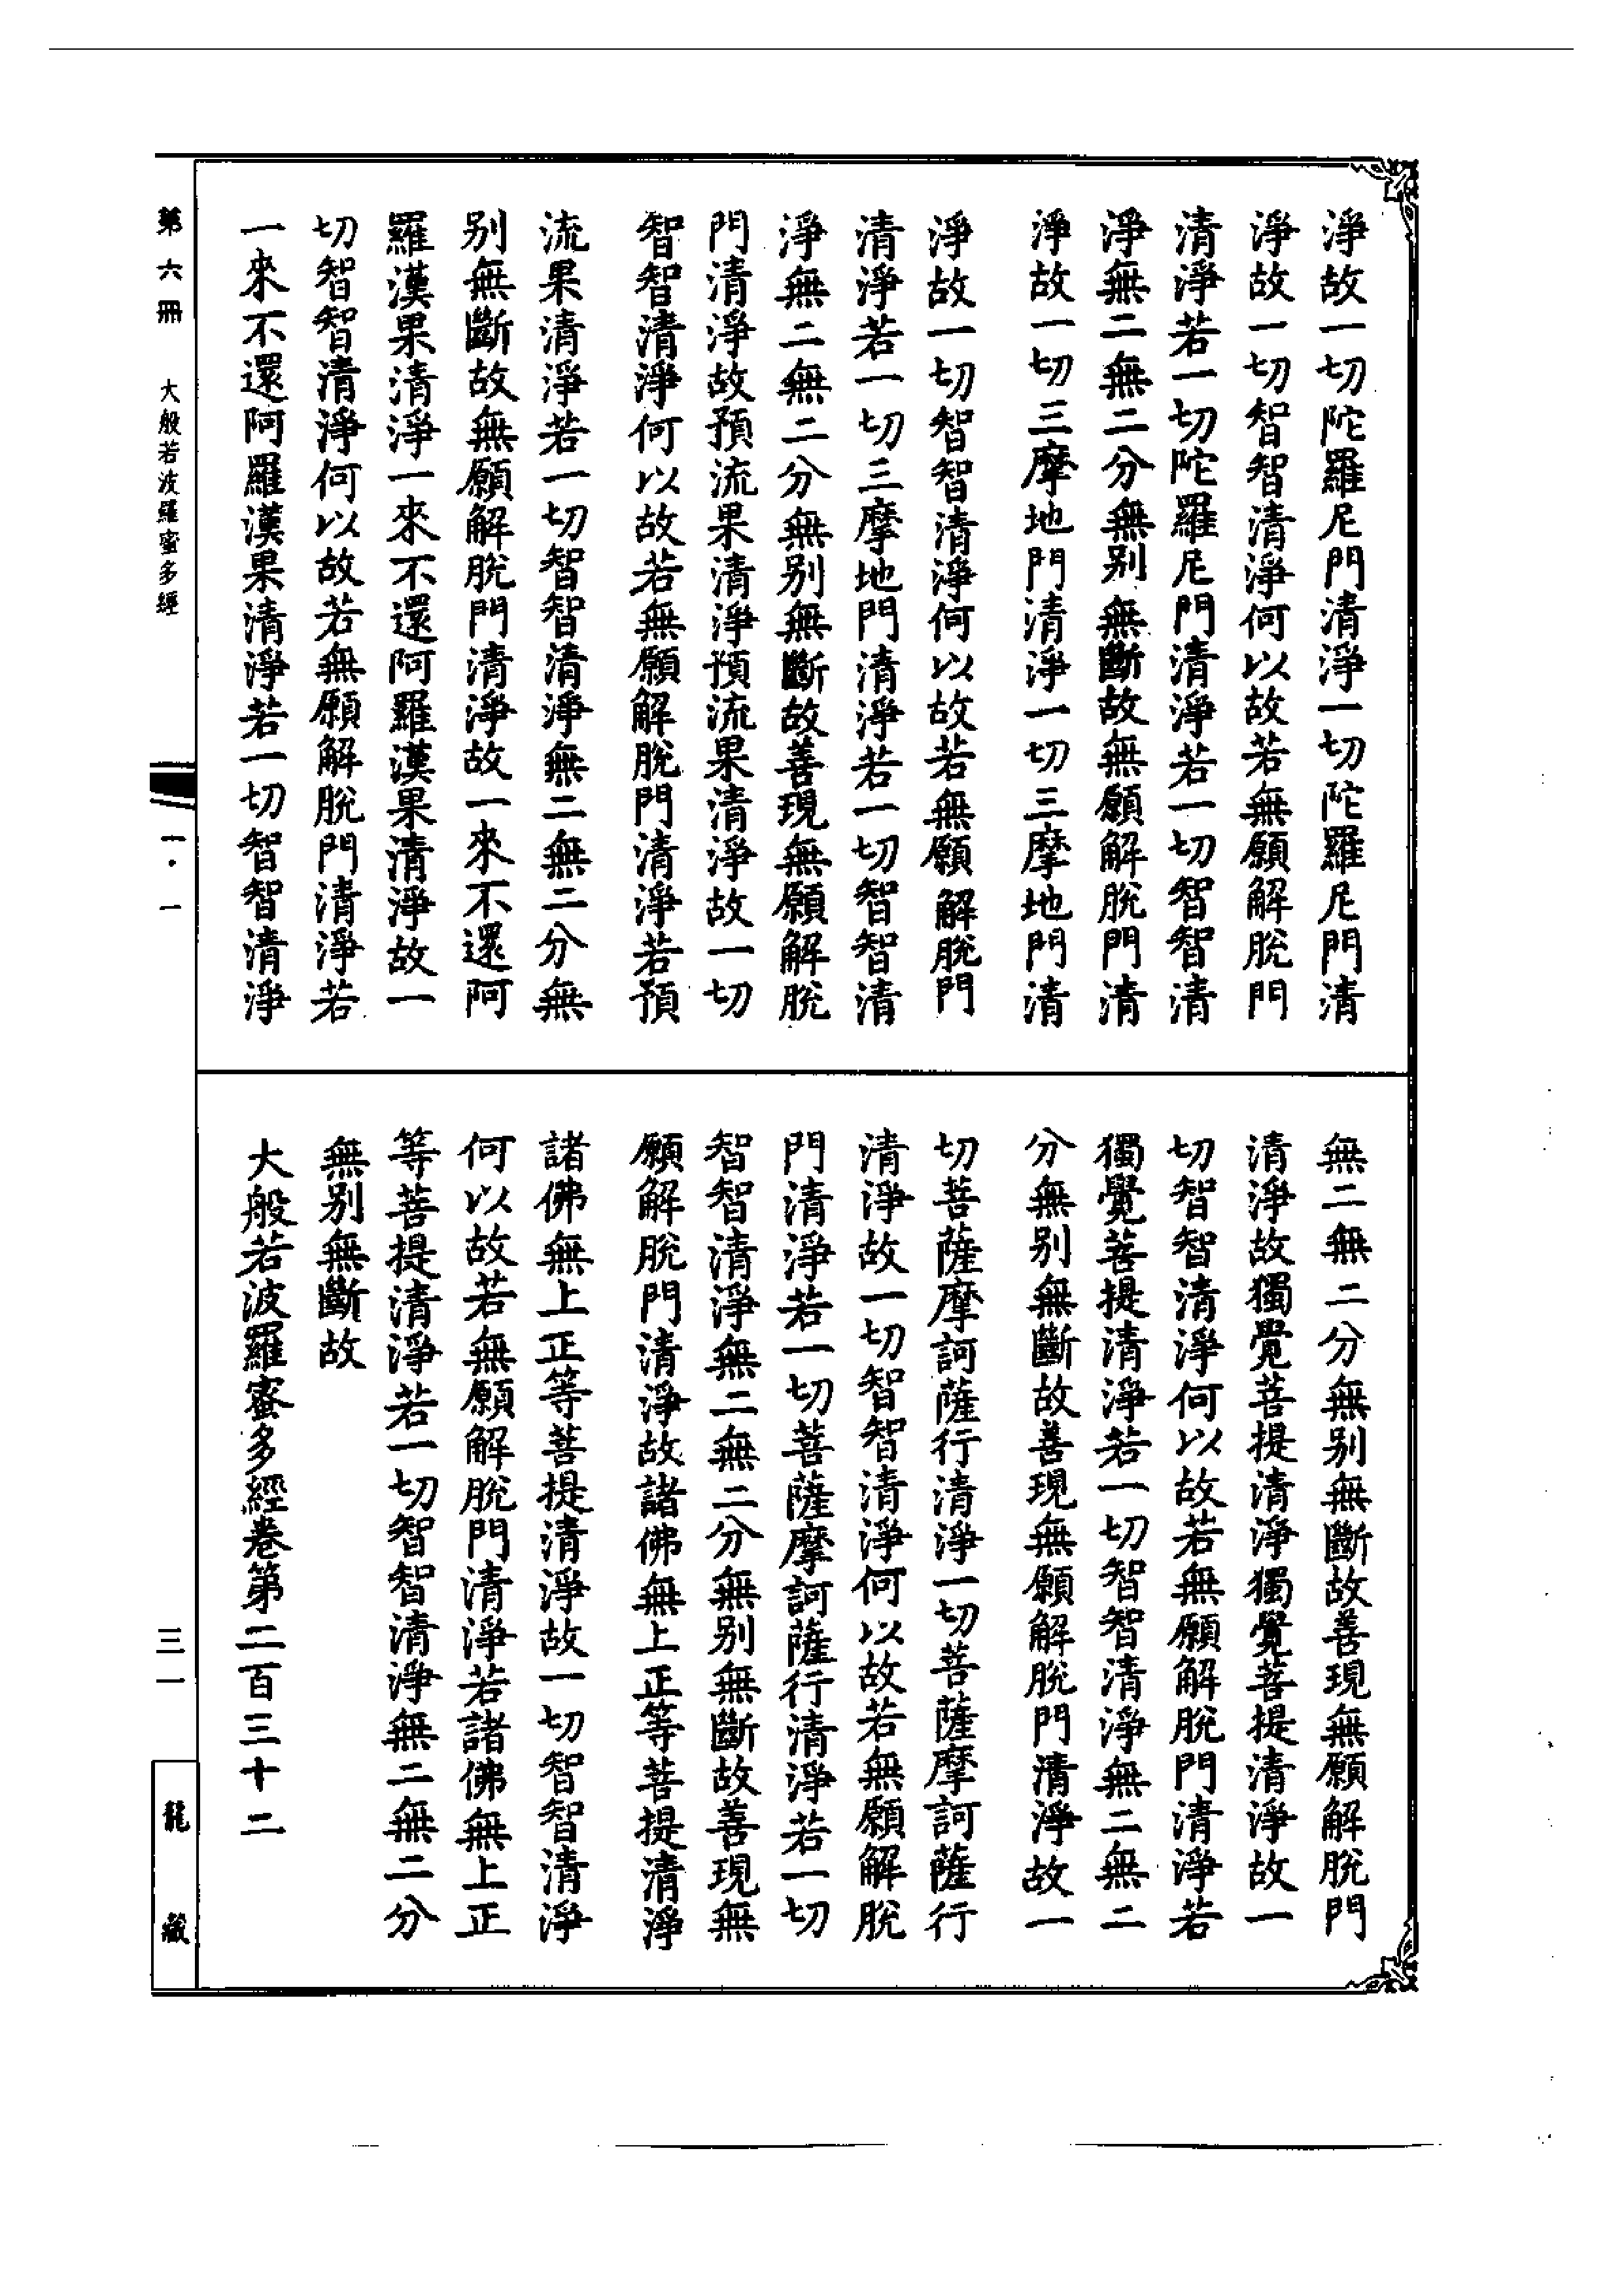 淨故一切陀羅尼門清淨一切陀羅尼門清
淨故一切智智清淨何以故若無願解脫門
清淨若一切陀羅尼門清淨若一切智智清
淨無二無二分無別無斷故無願解脫門清
淨故一切三摩地門清淨一切三摩地門清
淨故一切智智清淨何以故若無願解脫門
清淨若一切三摩地門清淨若一切智智清
淨無二無二分無別無斷故善現無願解脫
門清淨故預流果清淨預流果清淨故一切
智智清淨何以故若無願解脫門清淨若預
流果清淨若一切智智清淨無二無二分無
別無斷故無願解脫門清淨故一來不還阿
羅漢果清淨一來不還阿羅漢果清淨故一
切智智清淨何以故若無願解脫門清淨若
一來不還阿羅漢果清淨若一切智智清淨
無二無二分無別無斷故善現無願解脫門
清淨故獨覺菩提清淨獨覺菩提清淨故一
切智智清淨何以故若無願解脫門清淨若
獨覺菩提清淨若一切智智清淨無二無二
分無別無斷故善現無願解脫門清淨故一
切菩薩摩訶薩行清淨一切菩薩摩訶薩行
清淨故一切智智清淨何以故若無願解脫
門清淨若一切菩薩摩訶薩行清淨若一切
智智清淨無二無二分無別無斷故善現無
願解脫門清淨故諸佛無上正等菩提清淨
諸佛無上正等菩提清淨故一切智智清淨
何以故若無願解脫門清淨若諸佛無上正
等菩提清淨若一切智智清淨無二無二分
無別無斷故
大般若波羅蜜多經卷第二百三十二
第六冊 大般若波羅蜜多經 一·一 三一 龍藏